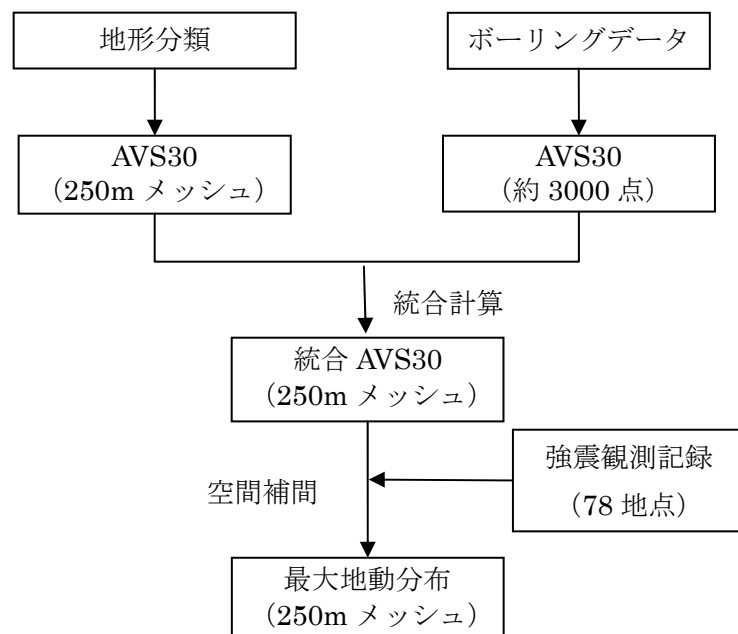 地形分類
ボーリングデータ
AVS30
（250m メッシュ）
AVS30
（約 3000 点）
統合計算
統合 AVS30
（250m メッシュ）
強震観測記録
（78 地点）
空間補間
最大地動分布
（250m メッシュ）